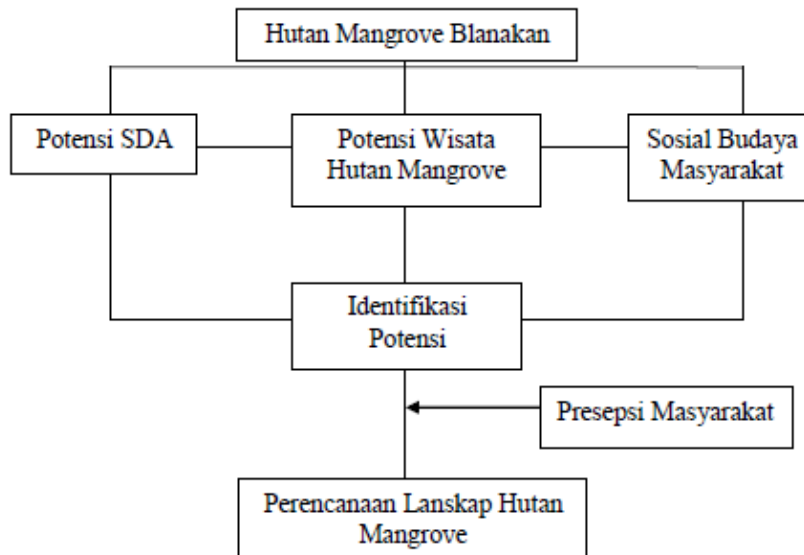 Hutan Mangrove Blanakan
Potensi SDA
Potensi Wisata
Hutan Mangrove
Sosial Budaya
Masyarakat
Identifikasi
Potensi
Presepsi Masyarakat
Perencanaan Lanskap Hutan
Mangrove